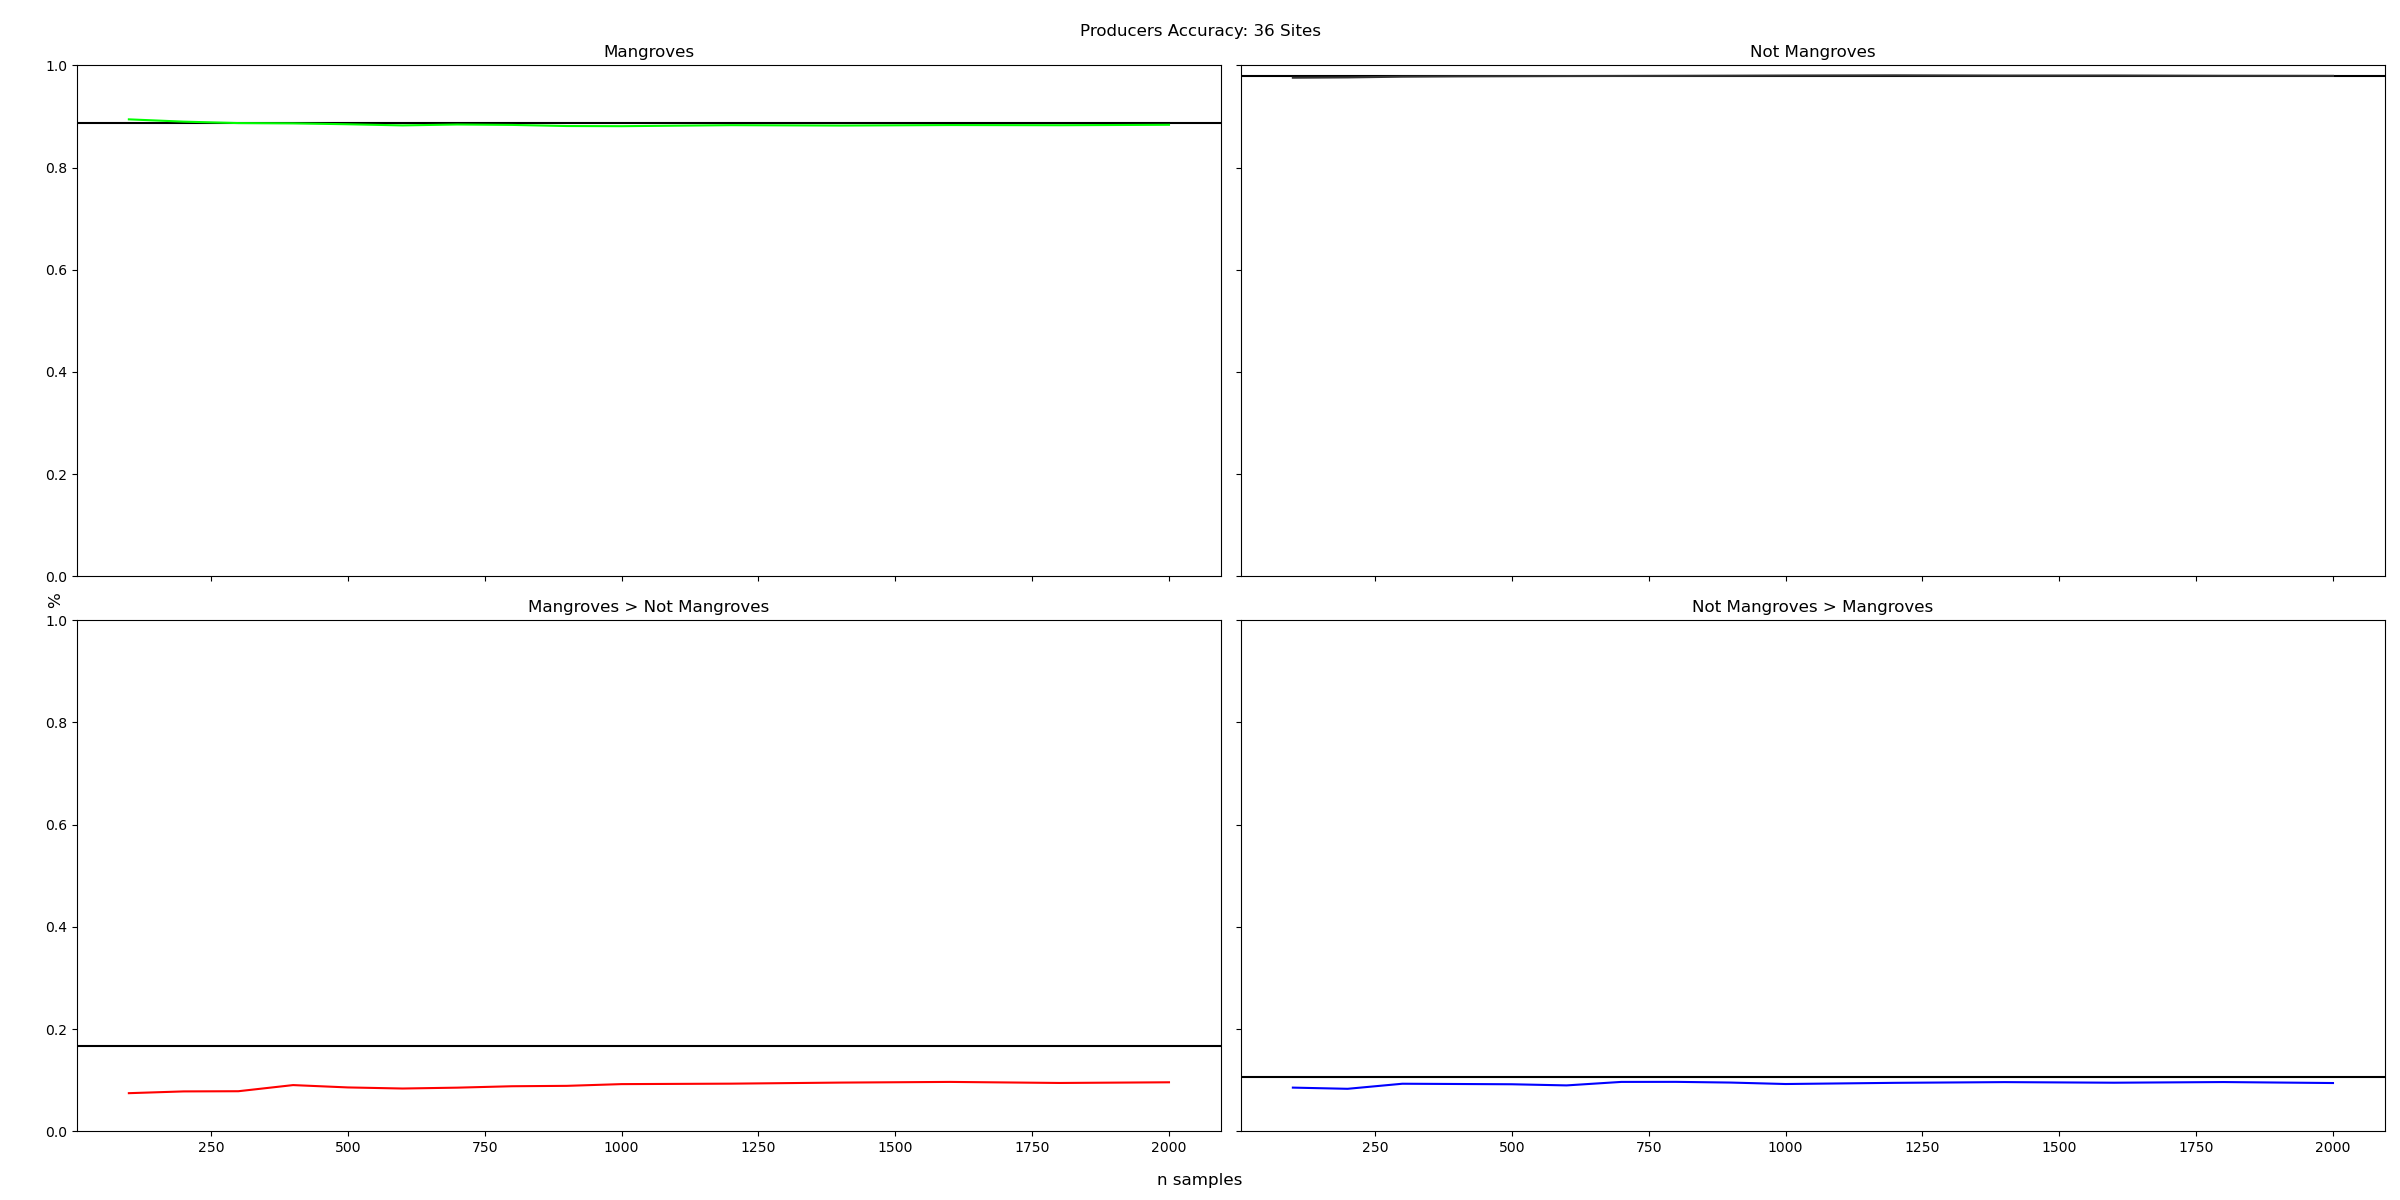 Producers Accuracy: 36 Sites
Mangroves
Not Mangroves
1.0
0.8
0.6
0.4
0.2
0.0
%
Mangroves > Not Mangroves
Not Mangroves > Mangroves
1.0
0.8
0.6
0.4
0.2
0.0
250 500 750 1000 1250 1500 1750 2000
250 500 750 1000 1250 1500 1750 2000
n samples